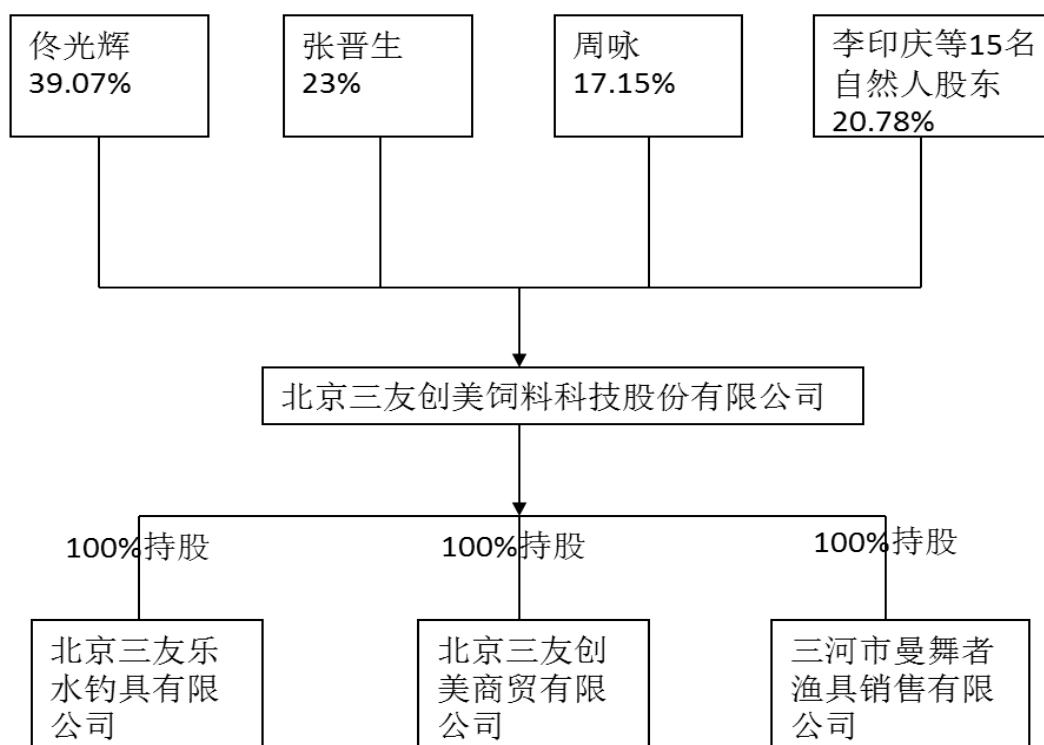 佟光辉
39.07%
张晋生
23%
周咏
17.15%
李印庆等15名
自然人股东
20.78%
北京三友创美饲料科技股份有限公司
100%持股
100%持股
100%持股
北京三友乐
水钓具有限
公司
北京三友创
美商贸有限
公司
三河市曼舞者
渔具销售有限
公司